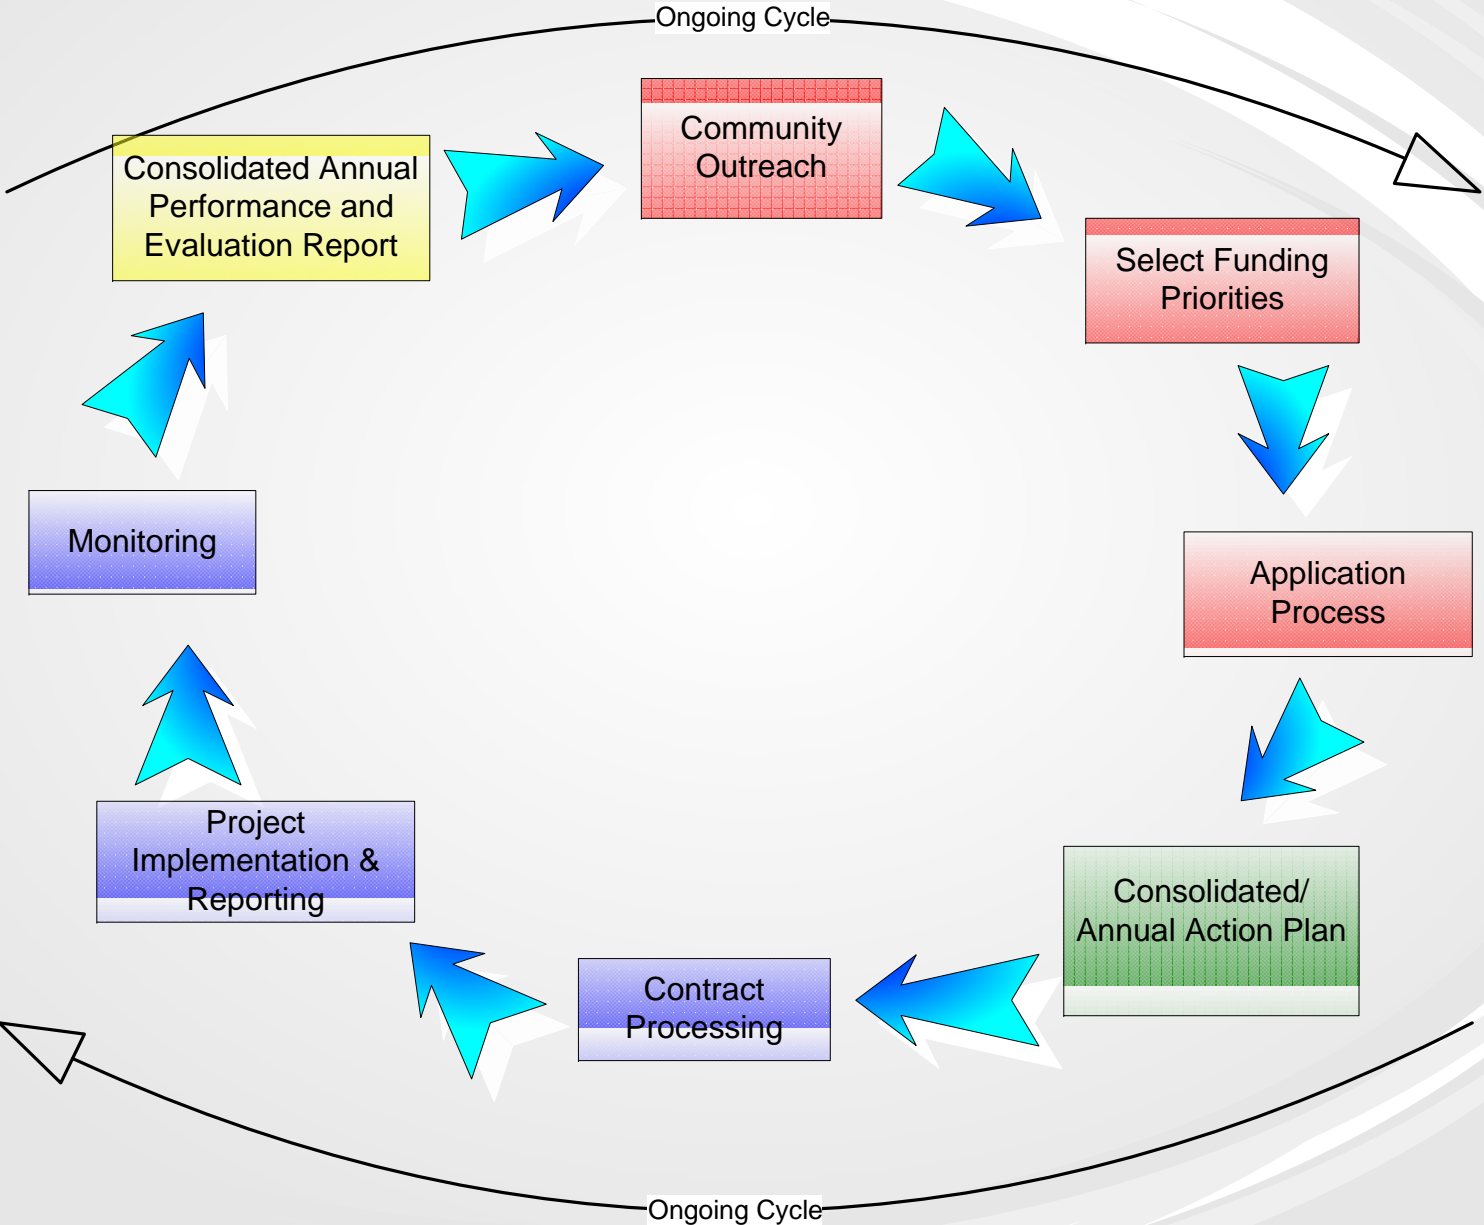 Ongoing Cycle
Community
Outreach
Select Funding
Priorities
Application
Process
Consolidated/
Annual Action Plan
Contract
Processing
Project
Implementation &
Reporting
Monitoring
Consolidated Annual
Performance and
Evaluation Report
Ongoing Cycle